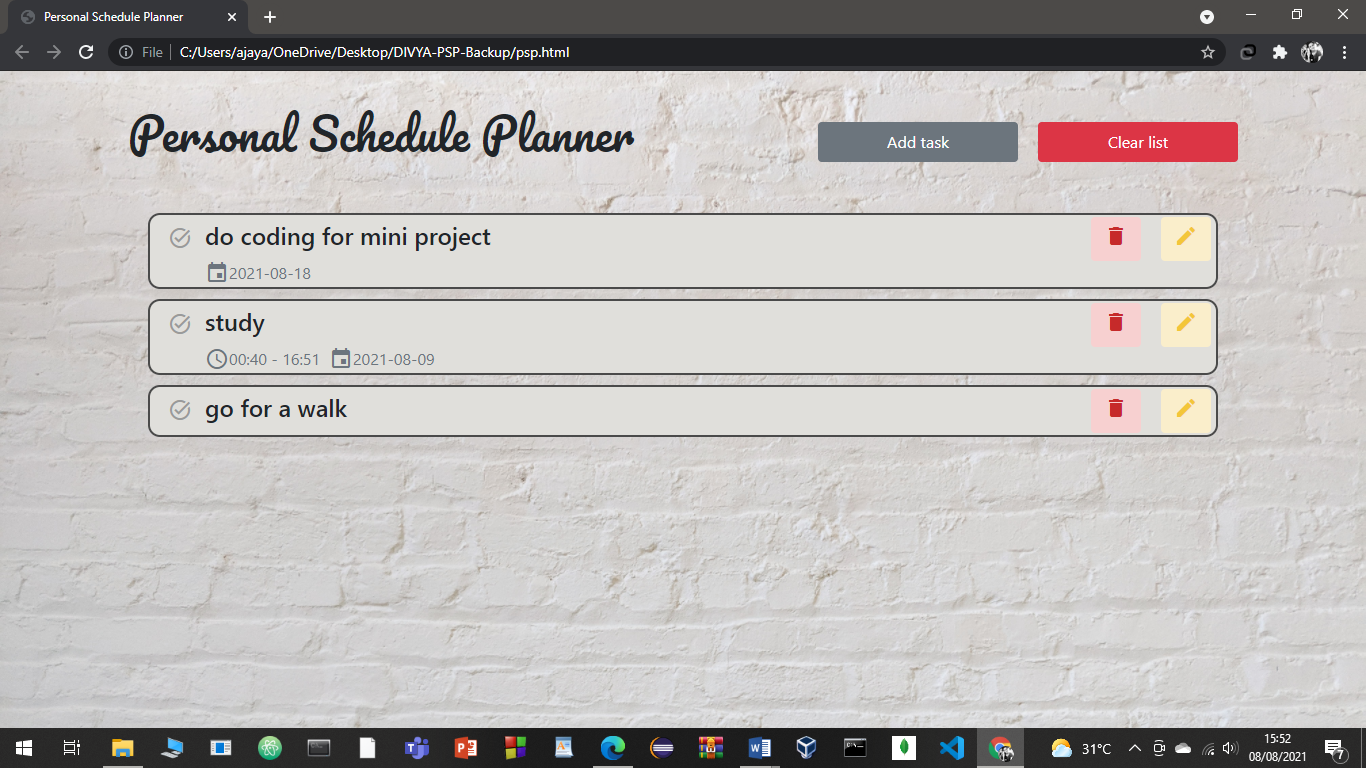 Personal Schedule Planner
File
C:/Users/ajaya/OneDrive/Desktop/DIVYA-PSP-Backup/psp.html
Personal Schedule Planner
Add task
Clear list
do coding for mini project
2021-08-18
study
00:40 - 16:51 2021-08-09
go for a walk
31°C
15:52
08/08/2021
7